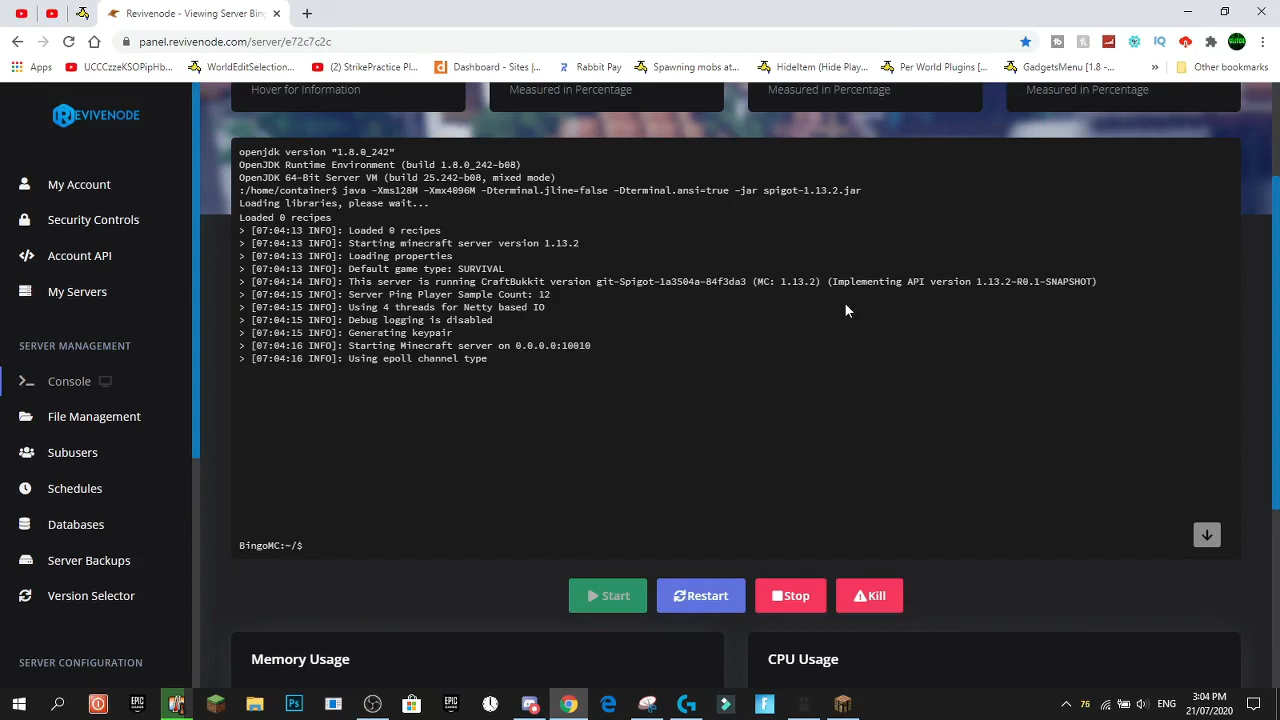 Revivenode - Viewing Server Bing
panel.revivenode.com/server/e72c7c2c
Apps
UCCCczeKSOPipHb...
WorldEditSelection...
(2) StrikePractice Pl...
Dashboard - Sites |...
Rabbit Pay
Spawning mobs at...
HideItem (Hide Play...
Per World Plugins [...
GadgetsMenu [1.8 -...
»
Other bookmarks
REVIVENODE
My Account
Security Controls
Account API
My Servers
SERVER MANAGEMENT
Console
File Management
Subusers
Schedules
Databases
Server Backups
Version Selector
SERVER CONFIGURATION
Hover for Information
Measured in Percentage
Measured in Percentage
Measured in Percentage
openjdk version "1.8.0_242"
OpenJDK Runtime Environment (build 1.8.0_242-b08)
OpenJDK 64-Bit Server VM (build 25.242-b08, mixed mode)
:/home/container$ java -Xms128M -Xmx4096M -Dterminal.jline=false -Dterminal.ansi=true -jar spigot-1.13.2.jar
Loading libraries, please wait...
Loaded 0 recipes
> [07:04:13 INFO]: Loaded 0 recipes
> [07:04:13 INFO]: Starting minecraft server version 1.13.2
> [07:04:13 INFO]: Loading properties
> [07:04:13 INFO]: Default game type: SURVIVAL
> [07:04:14 INFO]: This server is running CraftBukkit version git-Spigot-1a3504a-84f3da3 (MC: 1.13.2) (Implementing API version 1.13.2-R0.1-SNAPSHOT)
> [07:04:15 INFO]: Server Ping Player Sample Count: 12
> [07:04:15 INFO]: Using 4 threads for Netty based IO
> [07:04:15 INFO]: Debug logging is disabled
> [07:04:15 INFO]: Generating keypair
> [07:04:16 INFO]: Starting Minecraft server on 0.0.0.0:10010
> [07:04:16 INFO]: Using epoll channel type
BingoMC:~/$
Start
Restart
Stop
Kill
Memory Usage
CPU Usage
76
ENG
3:04 PM
21/07/2020